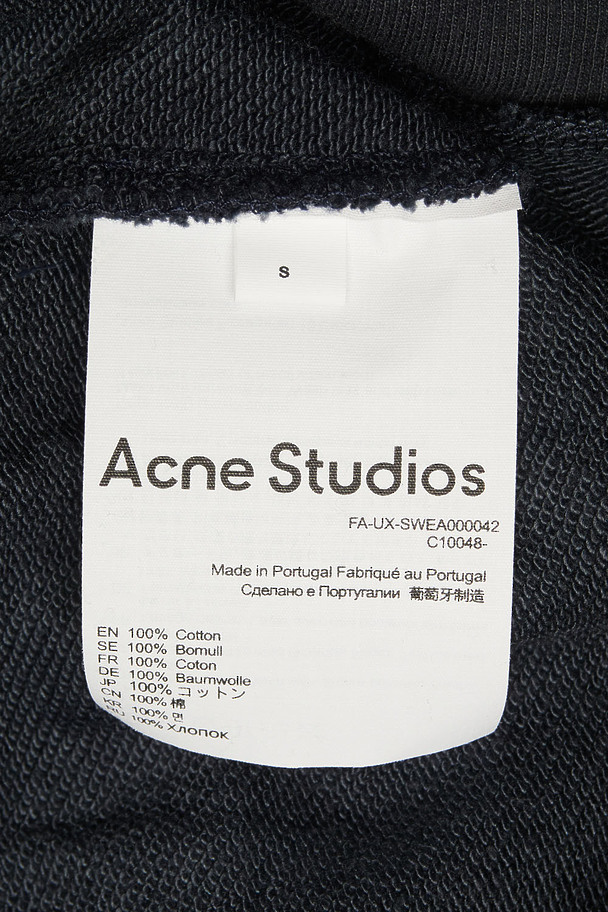 S
Acne Studios
FA-UX-SWEA000042
C10048-
Made in Portugal Fabriqué au Portugal
Сделано е Португалии 葡萄牙制造
EN 100% Cotton
SE 100% Bomull
FR 100% Coton
DE 100% Baumwolle
JP 100% コットン
CN 100% 棉
KR 100% 면
RU 100% Хлопок